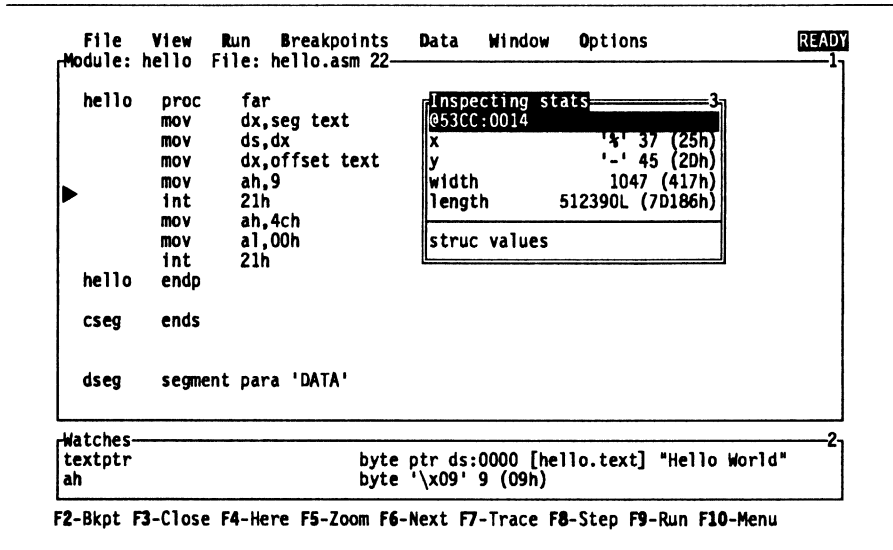 File View Run Breakpoints Data Window Options READY
Module: hello File: hello.asm 22 1
hello proc far
mov dx,seg text
mov ds,dx
mov dx,offset text
mov ah,9
int 21h
mov ah,4ch
mov al,00h
int 21h
hello endp
cseg ends
dseg segment para 'DATA'
Inspecting stats 3
@53CC:0014
x '%' 37 (25h)
y '-' 45 (2Dh)
width 1047 (417h)
length 512390L (7D186h)
struc values
Watches 2
textptr byte ptr ds:0000 [hello.text] "Hello World"
ah byte '\x09' 9 (09h)
F2-Bkpt F3-Close F4-Here F5-Zoom F6-Next F7-Trace F8-Step F9-Run F10-Menu